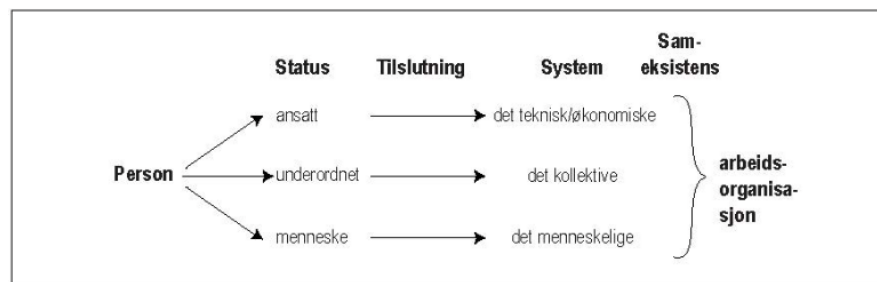 Sam-
Status Tilslutning System eksistens
ansatt det teknisk/økonomiske
Person underordnet det kollektive
arbeids-
organisa-
sjon
menneske det menneskelige